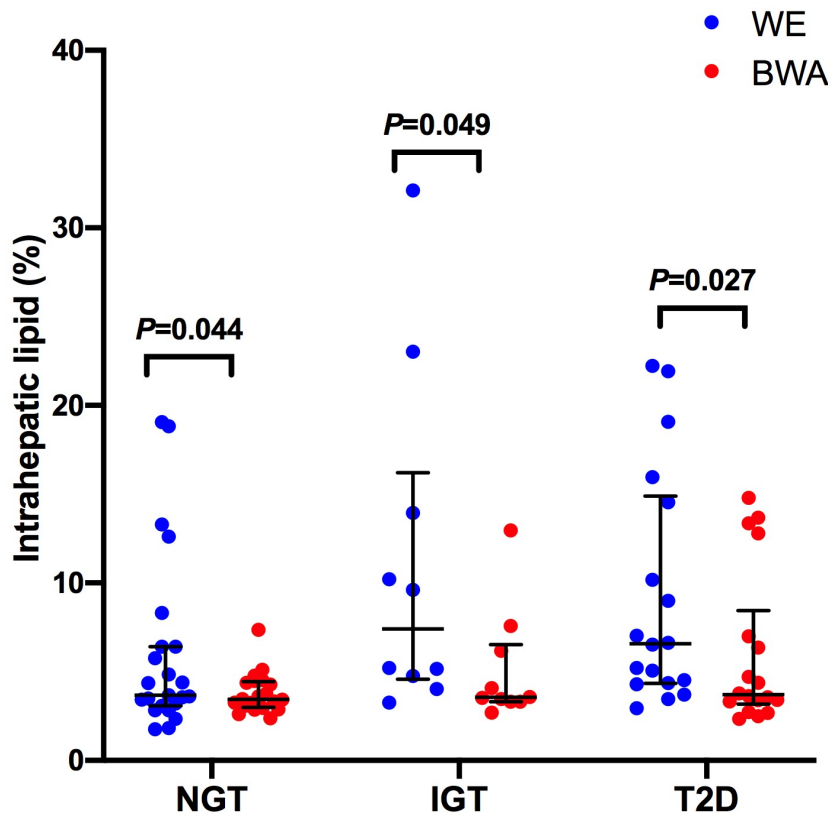 WE
BWA
40
30
20
10
0
Intrahepatic lipid (%)
P=0.049
P=0.027
P=0.044
NGT
IGT
T2D